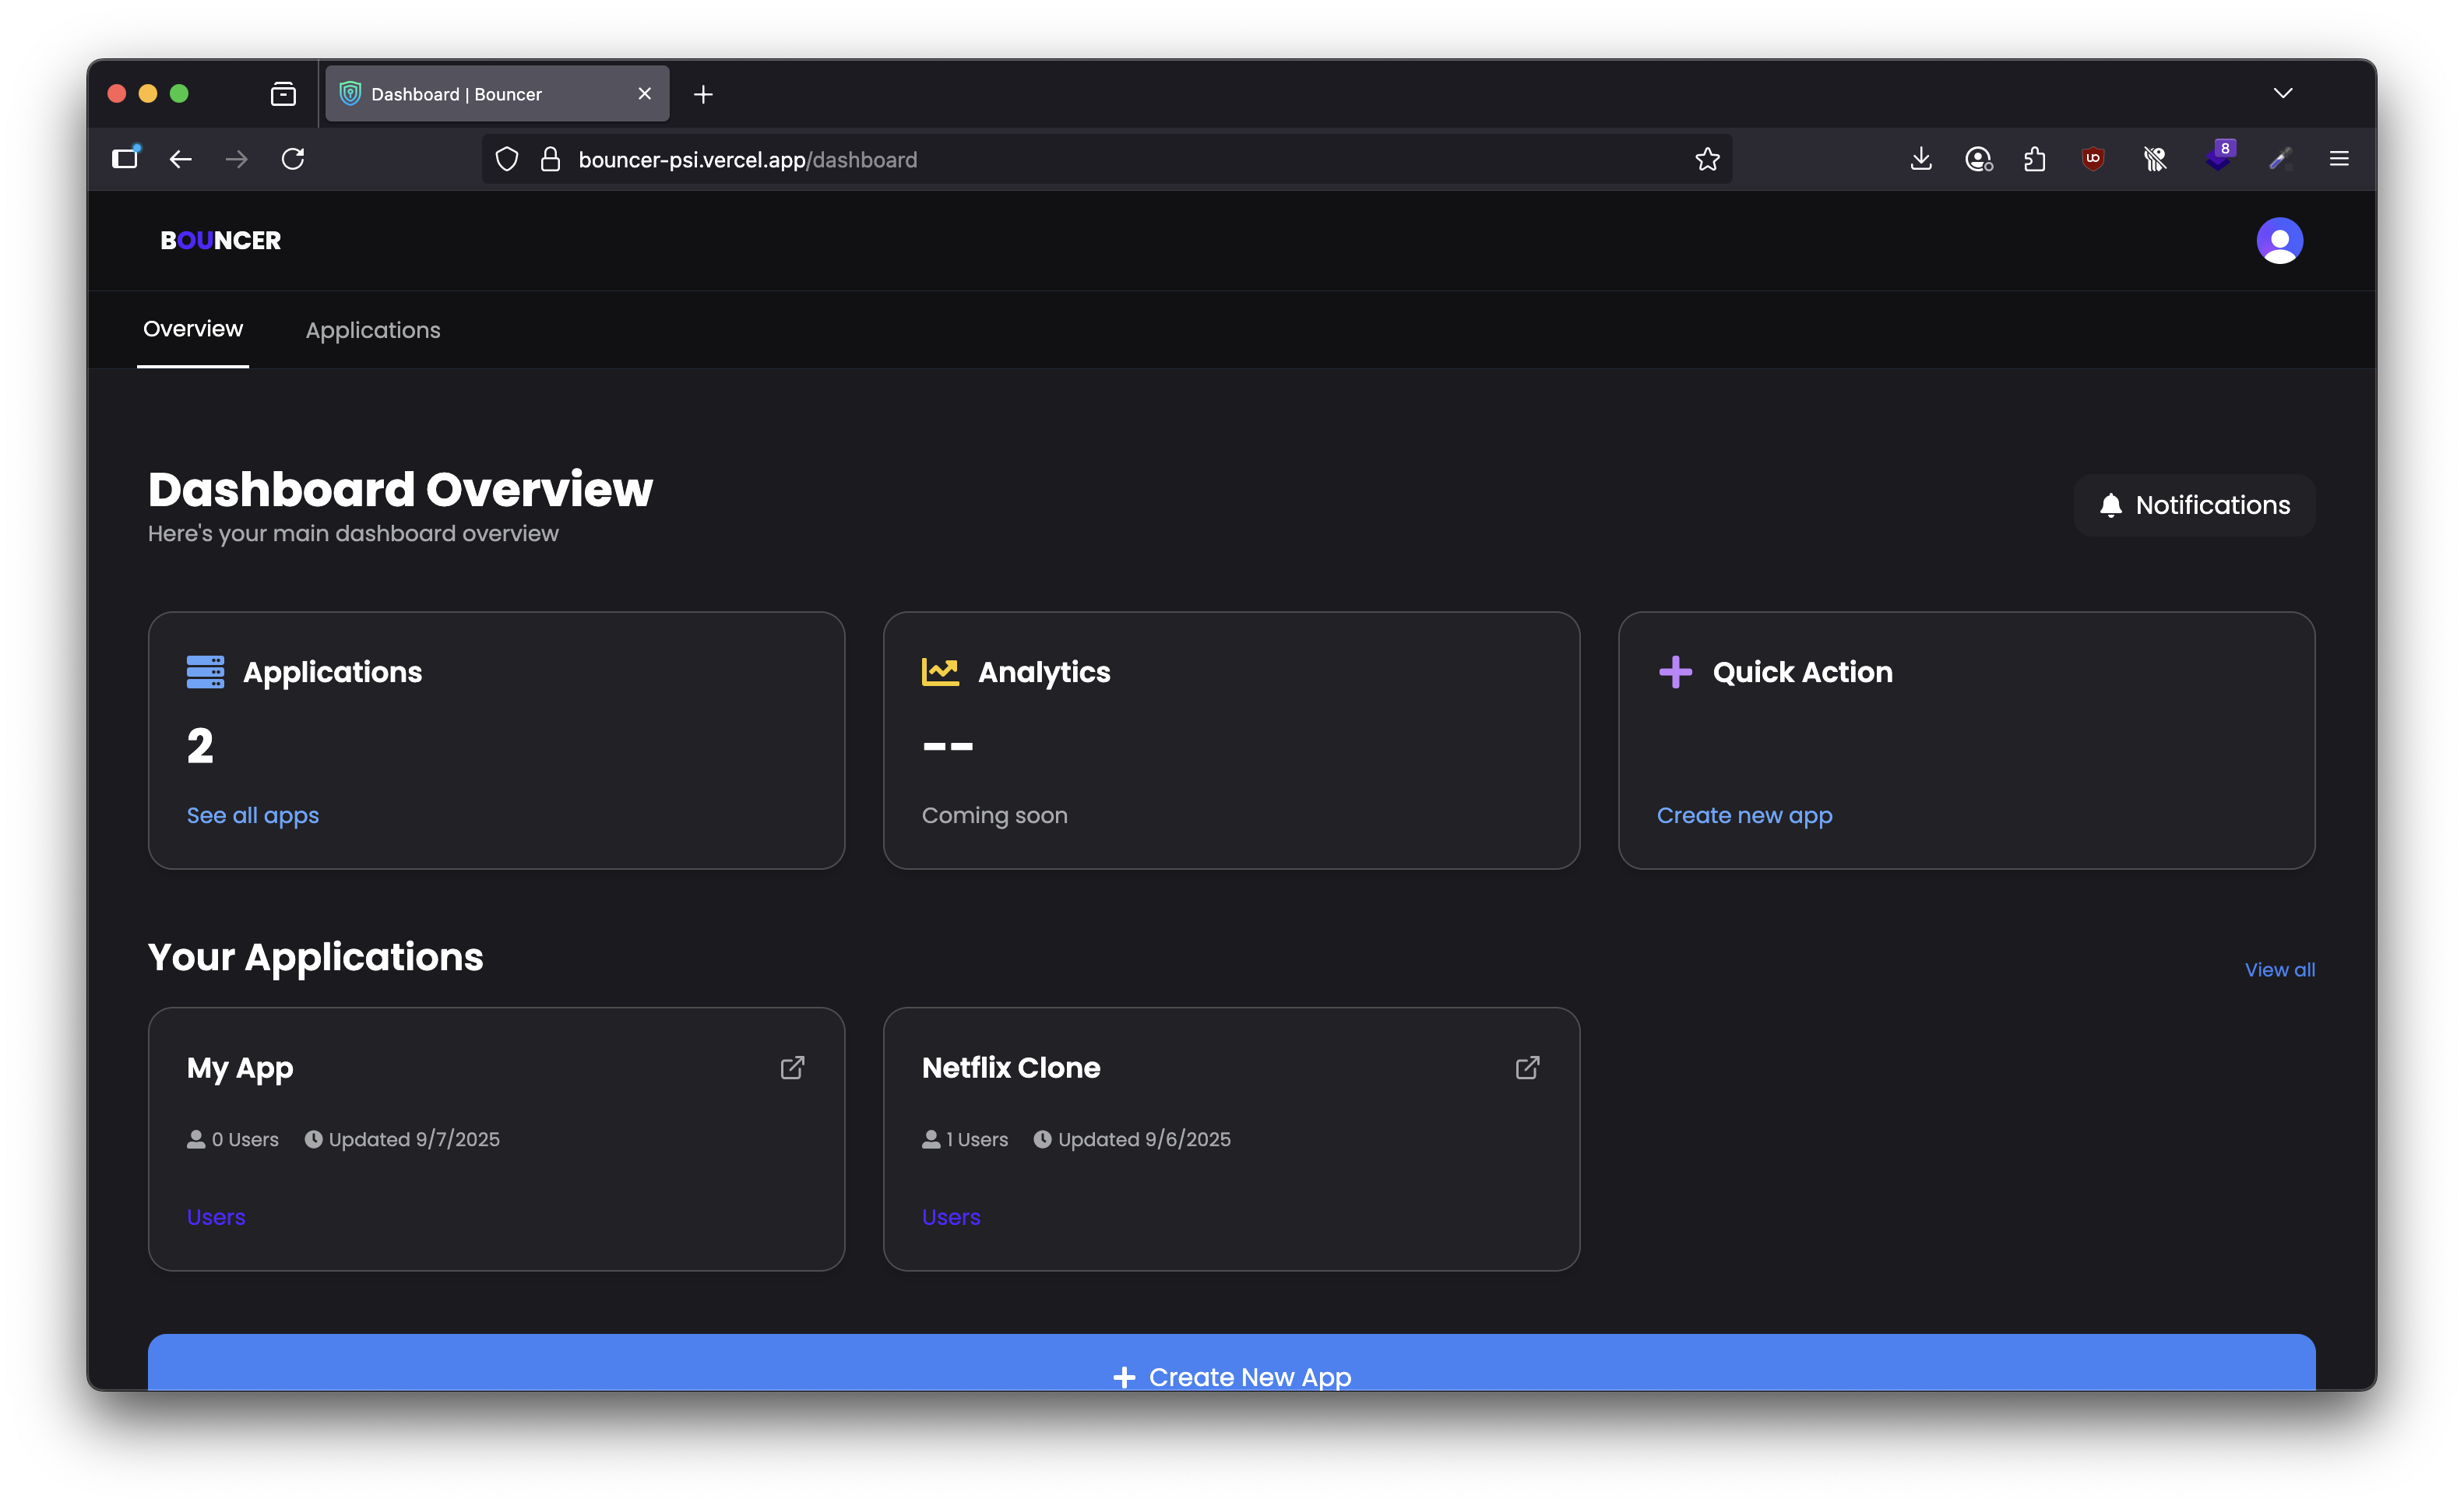 Dashboard | Bouncer
bouncer-psi.vercel.app/dashboard
8
BOUNCER
Overview Applications
Dashboard Overview
Here's your main dashboard overview
Notifications
Applications
2
See all apps
Analytics
--
Coming soon
Quick Action
Create new app
Your Applications
View all
My App
0 Users Updated 9/7/2025
Users
Netflix Clone
1 Users Updated 9/6/2025
Users
Create New App